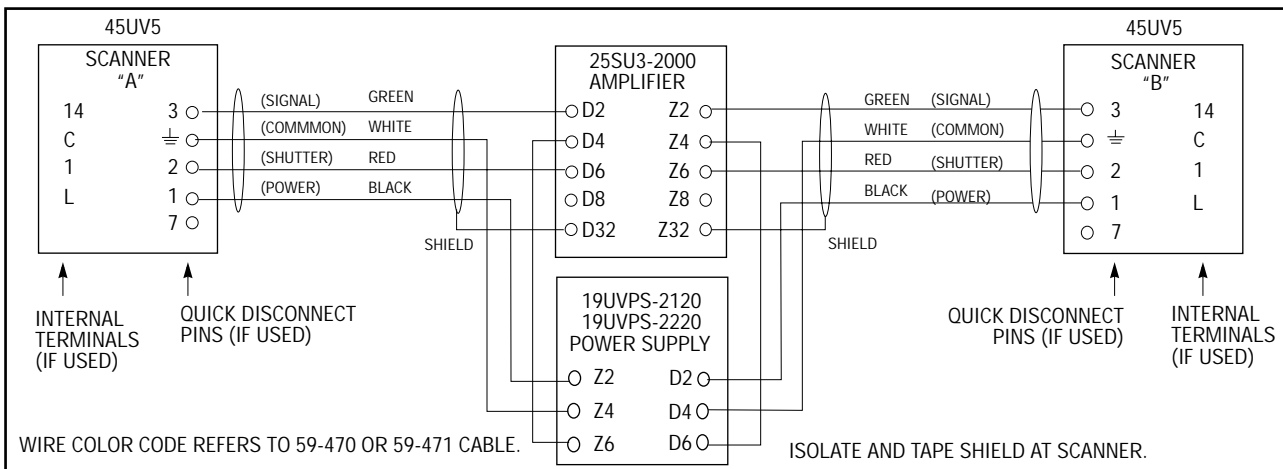 45UV5
SCANNER
“A”
14 3
C ⏚
1 2
L 1
7
(SIGNAL) GREEN
(COMMMON) WHITE
(SHUTTER) RED
(POWER) BLACK
SHIELD
INTERNAL
TERMINALS
(IF USED)
QUICK DISCONNECT
PINS (IF USED)
25SU3-2000
AMPLIFIER
D2 Z2
D4 Z4
D6 Z6
D8 Z8
D32 Z32
19UVPS-2120
19UVPS-2220
POWER SUPPLY
Z2 D2
Z4 D4
Z6 D6
45UV5
SCANNER
“B”
GREEN (SIGNAL)
WHITE (COMMON)
RED (SHUTTER)
BLACK (POWER)
SHIELD
3 14
⏚ C
2 1
1 L
7
QUICK DISCONNECT
PINS (IF USED)
INTERNAL
TERMINALS
(IF USED)
WIRE COLOR CODE REFERS TO 59-470 OR 59-471 CABLE.
ISOLATE AND TAPE SHIELD AT SCANNER.